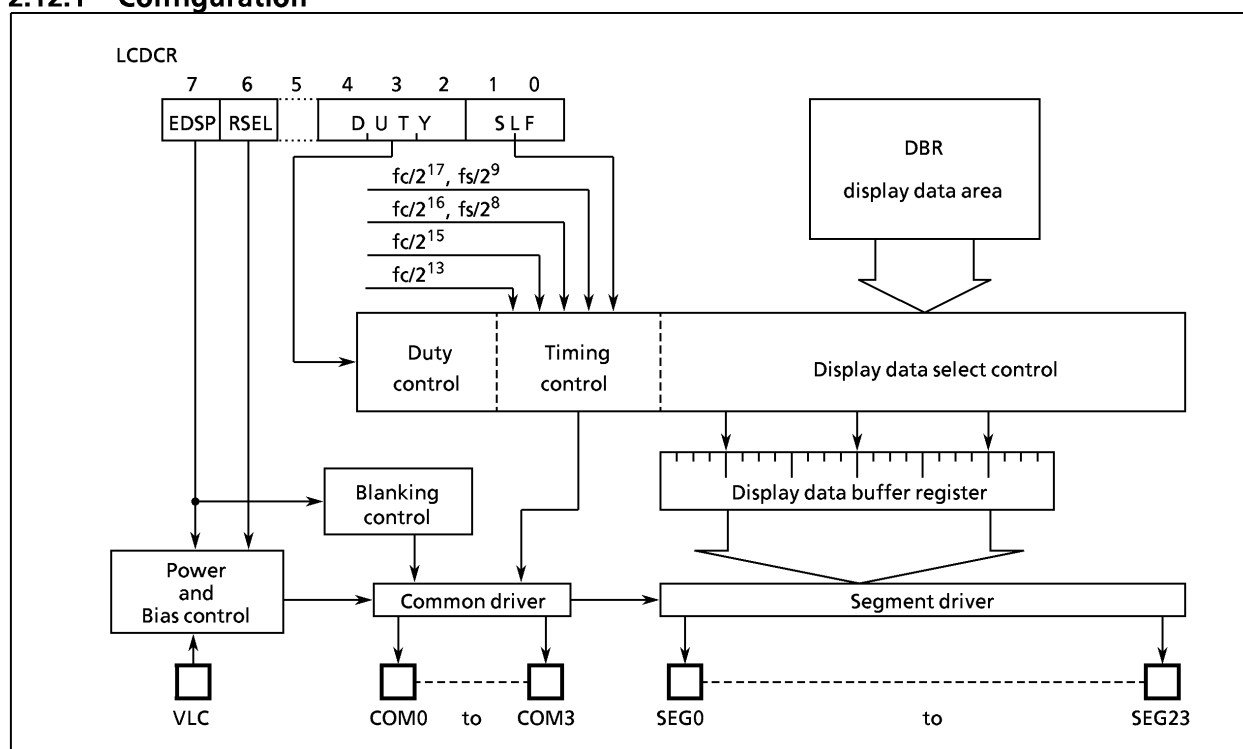 2.12.1 Configuration
LCDCR
7 6 5 4 3 2 1 0
EDSP RSEL DUTY SLF
fc/2^17, fs/2^9
fc/2^16, fs/2^8
fc/2^15
fc/2^13
DBR
display data area
Duty
control
Timing
control
Display data select control
Display data buffer register
Blanking
control
Power
and
Bias control
Common driver
Segment driver
VLC
COM0 to COM3
SEG0 to SEG23